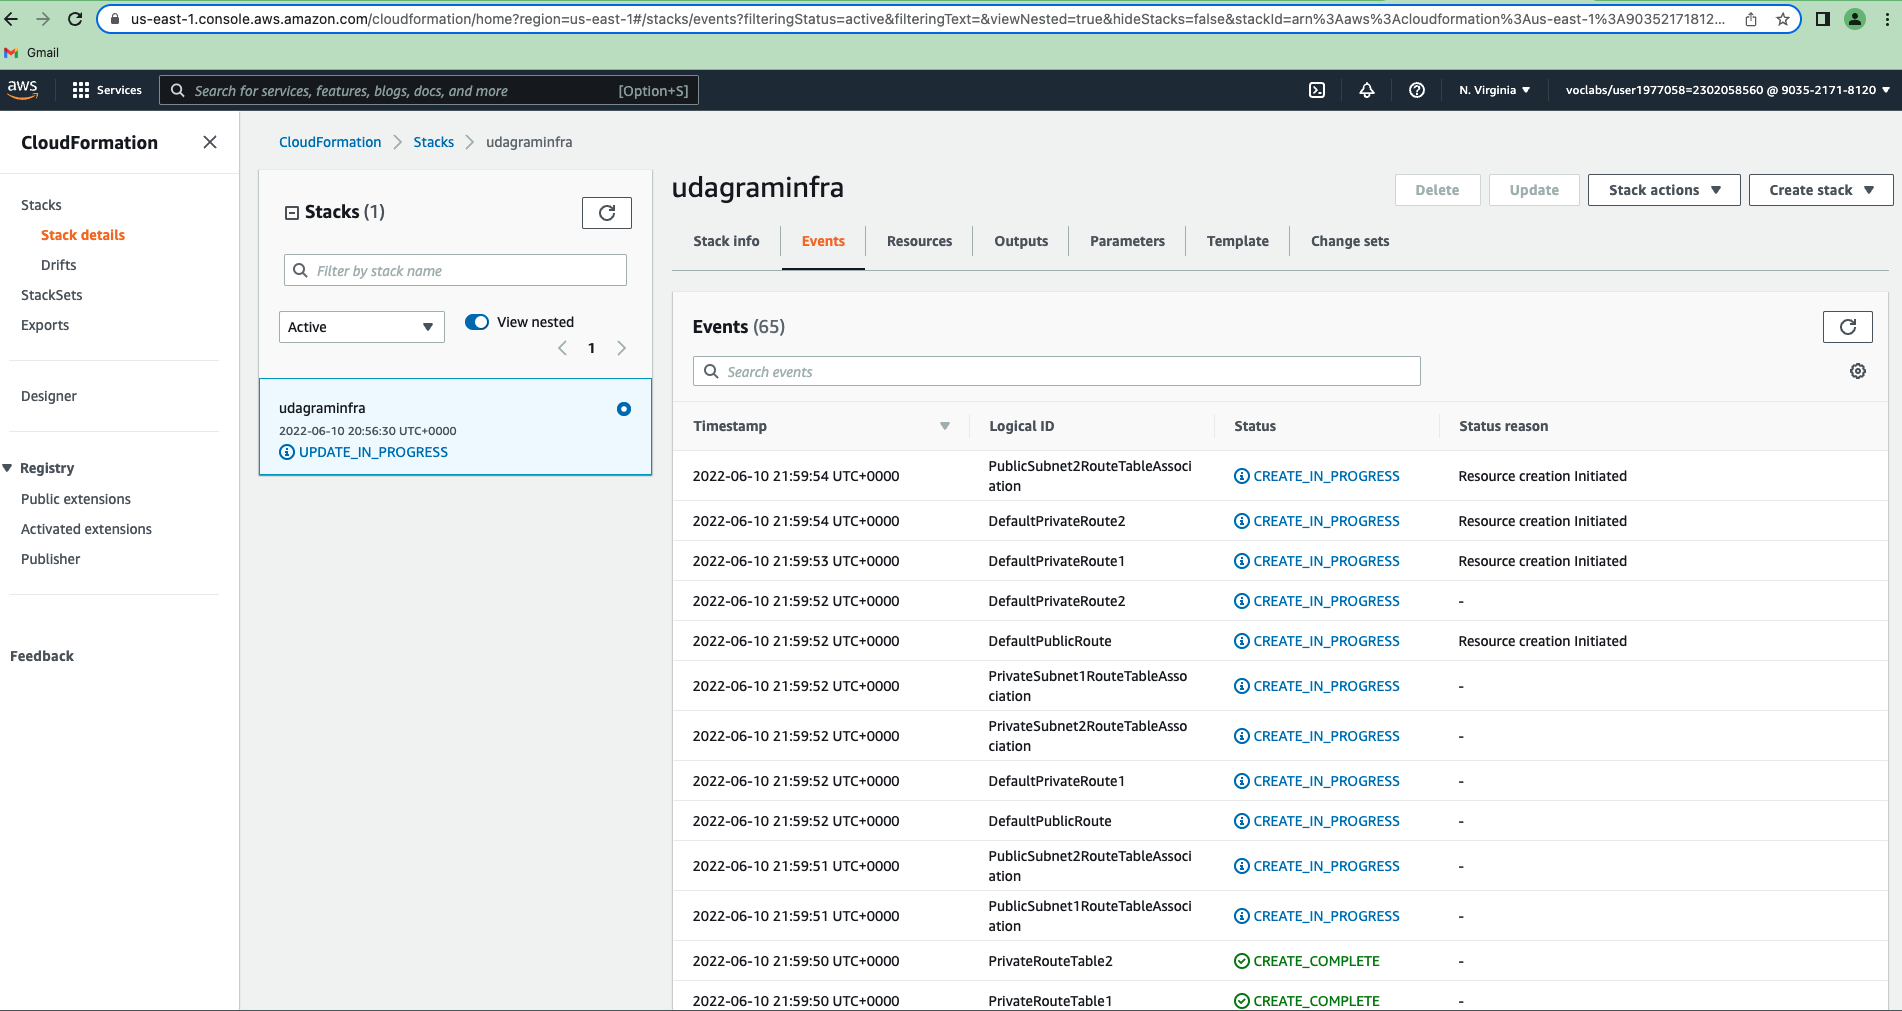 us-east-1.console.aws.amazon.com/cloudformation/home?region=us-east-1#/stacks/events?filteringStatus=active&filteringText=&viewNested=true&hideStacks=false&stackId=arn%3Aaws%3Acloudformation%3Aus-east-1%3A90352171812...
Gmail
aws
Services
Search for services, features, blogs, docs, and more
[Option+S]
N. Virginia
voclabs/user1977058=2302058560 @ 9035-2171-8120
CloudFormation
Stacks
Stack details
Drifts
StackSets
Exports
Designer
Registry
Public extensions
Activated extensions
Publisher
Feedback
CloudFormation
Stacks
udagraminfra
Stacks (1)
Filter by stack name
Active
View nested
1
udagraminfra
2022-06-10 20:56:30 UTC+0000
UPDATE_IN_PROGRESS
udagraminfra
Delete
Update
Stack actions
Create stack
Stack info
Events
Resources
Outputs
Parameters
Template
Change sets
Events (65)
Search events
Timestamp Logical ID Status Status reason
2022-06-10 21:59:54 UTC+0000 PublicSubnet2RouteTableAssoci
ation CREATE_IN_PROGRESS Resource creation Initiated
2022-06-10 21:59:54 UTC+0000 DefaultPrivateRoute2 CREATE_IN_PROGRESS Resource creation Initiated
2022-06-10 21:59:53 UTC+0000 DefaultPrivateRoute1 CREATE_IN_PROGRESS Resource creation Initiated
2022-06-10 21:59:52 UTC+0000 DefaultPrivateRoute2 CREATE_IN_PROGRESS -
2022-06-10 21:59:52 UTC+0000 DefaultPublicRoute CREATE_IN_PROGRESS Resource creation Initiated
2022-06-10 21:59:52 UTC+0000 PrivateSubnet1RouteTableAsso
ciation CREATE_IN_PROGRESS -
2022-06-10 21:59:52 UTC+0000 PrivateSubnet2RouteTableAsso
ciation CREATE_IN_PROGRESS -
2022-06-10 21:59:52 UTC+0000 DefaultPrivateRoute1 CREATE_IN_PROGRESS -
2022-06-10 21:59:52 UTC+0000 DefaultPublicRoute CREATE_IN_PROGRESS -
2022-06-10 21:59:51 UTC+0000 PublicSubnet2RouteTableAssoci
ation CREATE_IN_PROGRESS -
2022-06-10 21:59:51 UTC+0000 PublicSubnet1RouteTableAssoci
ation CREATE_IN_PROGRESS -
2022-06-10 21:59:50 UTC+0000 PrivateRouteTable2 CREATE_COMPLETE -
2022-06-10 21:59:50 UTC+0000 PrivateRouteTable1 CREATE_COMPLETE -